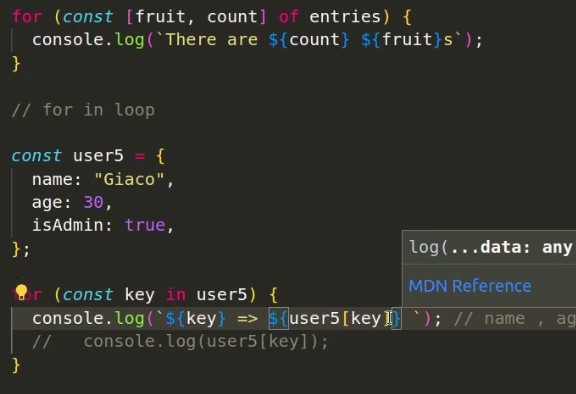 for (const [fruit, count] of entries) {
  console.log(`There are ${count} ${fruit}s`);
}
// for in loop
const user5 = {
  name: "Giaco",
  age: 30,
  isAdmin: true,
};
log(...data: any
MDN Reference
for (const key in user5) {
  console.log(`${key} => ${user5[key]} `); // name , ag
  //   console.log(user5[key]);
}